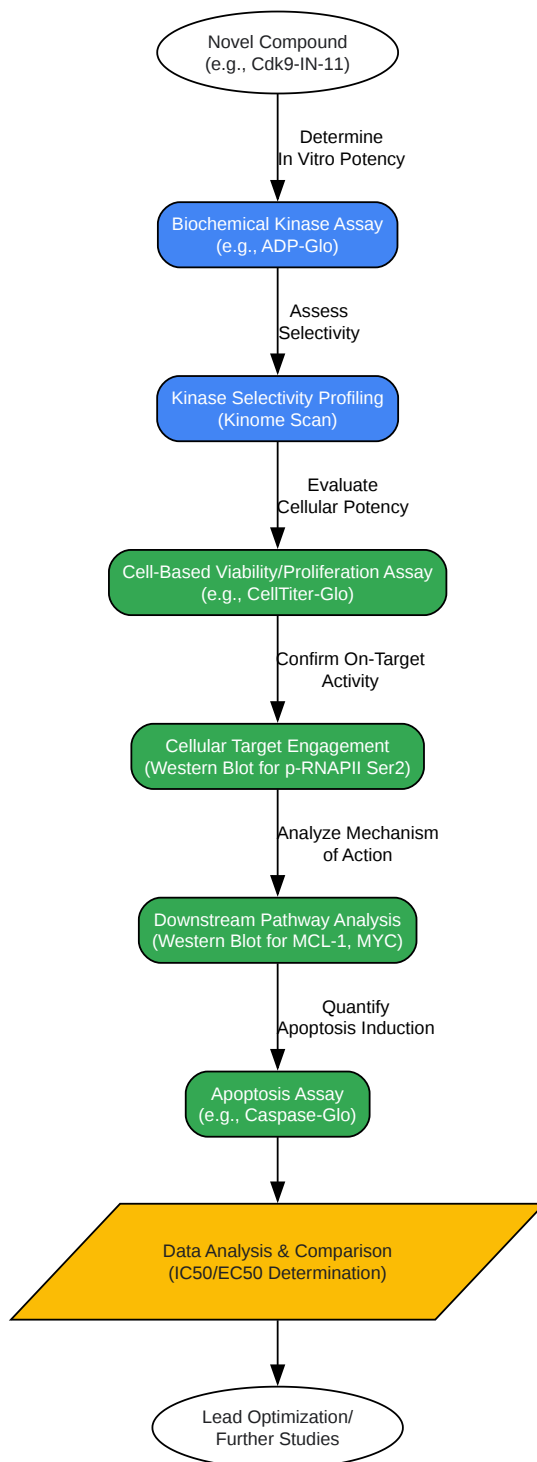 Novel Compound
(e.g., Cdk9-IN-11)
Determine
In Vitro Potency
Biochemical Kinase Assay
(e.g., ADP-Glo)
Assess
Selectivity
Kinase Selectivity Profiling
(Kinome Scan)
Evaluate
Cellular Potency
Cell-Based Viability/Proliferation Assay
(e.g., CellTiter-Glo)
Confirm On-Target
Activity
Cellular Target Engagement
(Western Blot for p-RNAPII Ser2)
Analyze Mechanism
of Action
Downstream Pathway Analysis
(Western Blot for MCL-1, MYC)
Quantify
Apoptosis Induction
Apoptosis Assay
(e.g., Caspase-Glo)
Data Analysis & Comparison
(IC50/EC50 Determination)
Lead Optimization/
Further Studies